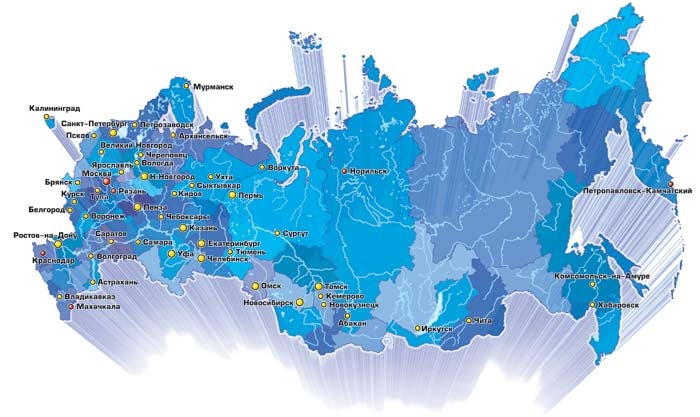 Мурманск
Калининград
Санкт-Петербург
Петрозаводск
Псков
Архангельск
Великий Новгород
Череповец
Вологда
Ярославль
Москва
Н-Новгород
Ухта
Воркута
Норильск
Сыктывкар
Брянск
Рязань
Киров
Пермь
Петропавловск-Камчатский
Курск
Тула
Пенза
Белгород
Воронеж
Чебоксары
Казань
Сургут
Ростов-на-Дону
Саратов
Самара
Екатеринбург
Тюмень
Краснодар
Волгоград
Уфа
Челябинск
Астрахань
Омск
Томск
Комсомольск-на-Амуре
Владикавказ
Кемерово
Новосибирск
Новокузнецк
Хабаровск
Махачкала
Абакан
Иркутск
Чита